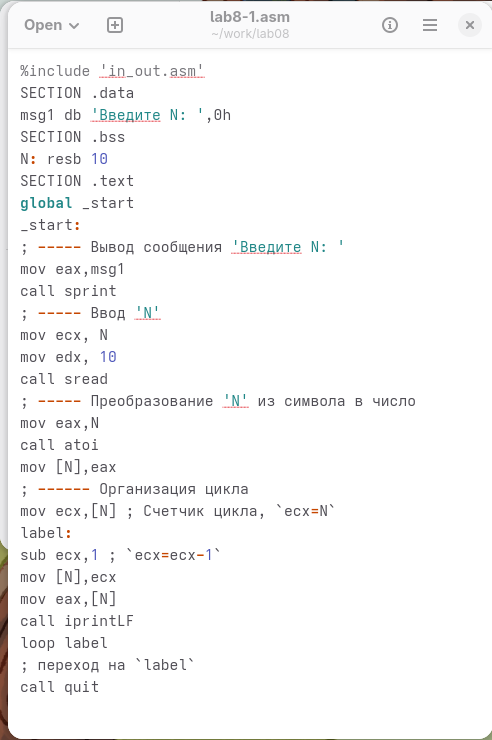 Open
lab8-1.asm
~/work/lab08
%include 'in_out.asm'
SECTION .data
msg1 db 'Введите N: ',0h
SECTION .bss
N: resb 10
SECTION .text
global _start
_start:
; ----- Вывод сообщения 'Введите N: '
mov eax,msg1
call sprint
; ----- Ввод 'N'
mov ecx, N
mov edx, 10
call sread
; ----- Преобразование 'N' из символа в число
mov eax,N
call atoi
mov [N],eax
; ------ Организация цикла
mov ecx,[N] ; Счетчик цикла, `ecx=N`
label:
sub ecx,1 ; `ecx=ecx-1`
mov [N],ecx
mov eax,[N]
call iprintLF
loop label
; переход на `label`
call quit